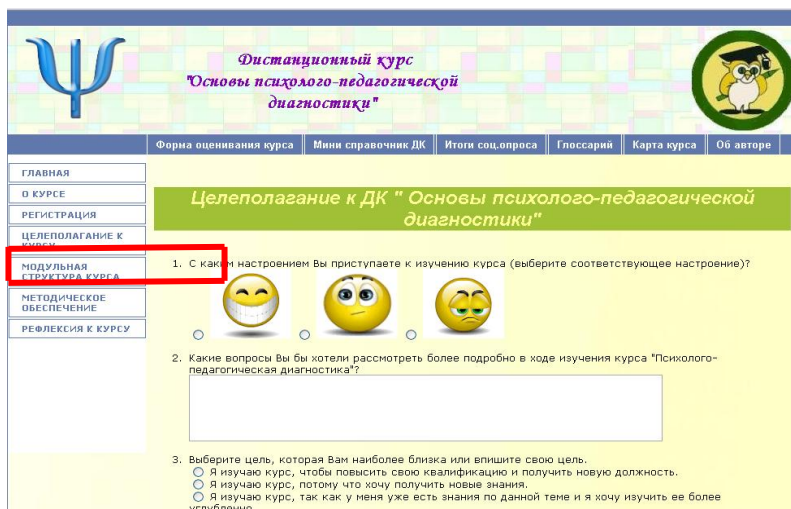 Дистанционный курс
"Основы психолого-педагогической
диагностики"
Форма оценивания курса
Мини справочник ДК
Итоги соц.опроса
Глоссарий
Карта курса
Об авторе
ГЛАВНАЯ
О КУРСЕ
РЕГИСТРАЦИЯ
ЦЕЛЕПОЛАГАНИЕ К
КУРСУ
МОДУЛЬНАЯ
СТРУКТУРА КУРСА
МЕТОДИЧЕСКОЕ
ОБЕСПЕЧЕНИЕ
РЕФЛЕКСИЯ К КУРСУ
Целеполагание к ДК " Основы психолого-педагогической
диагностики"
1. С каким настроением Вы приступаете к изучению курса (выберите соответствующее настроение)?
2. Какие вопросы Вы бы хотели рассмотреть более подробно в ходе изучения курса "Психолого-
педагогическая диагностика"?
3. Выберите цель, которая Вам наиболее близка или впишите свою цель.
Я изучаю курс, чтобы повысить свою квалификацию и получить новую должность.
Я изучаю курс, потому что хочу получить новые знания.
Я изучаю курс, так как у меня уже есть знания по данной теме и я хочу изучить ее более
углубленно.